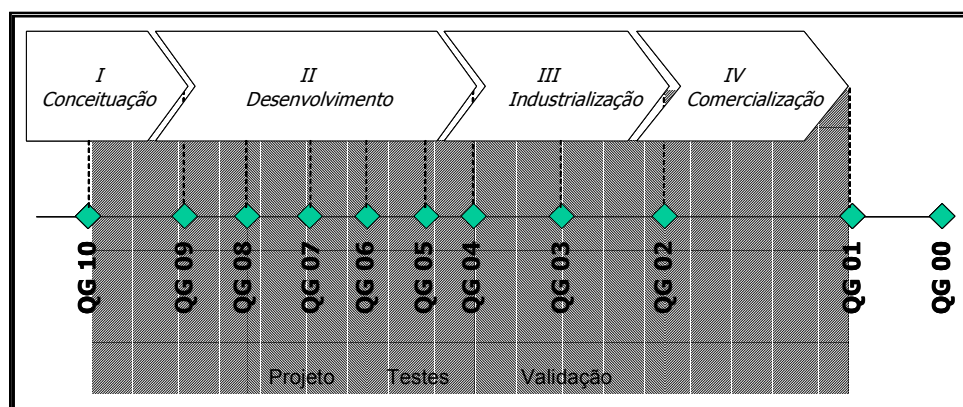 I
Conceituação
II
Desenvolvimento
III
Industrialização
IV
Comercialização
QG 10
QG 09
QG 08
QG 07
QG 06
QG 05
QG 04
QG 03
QG 02
QG 01
QG 00
Projeto
Testes
Validação